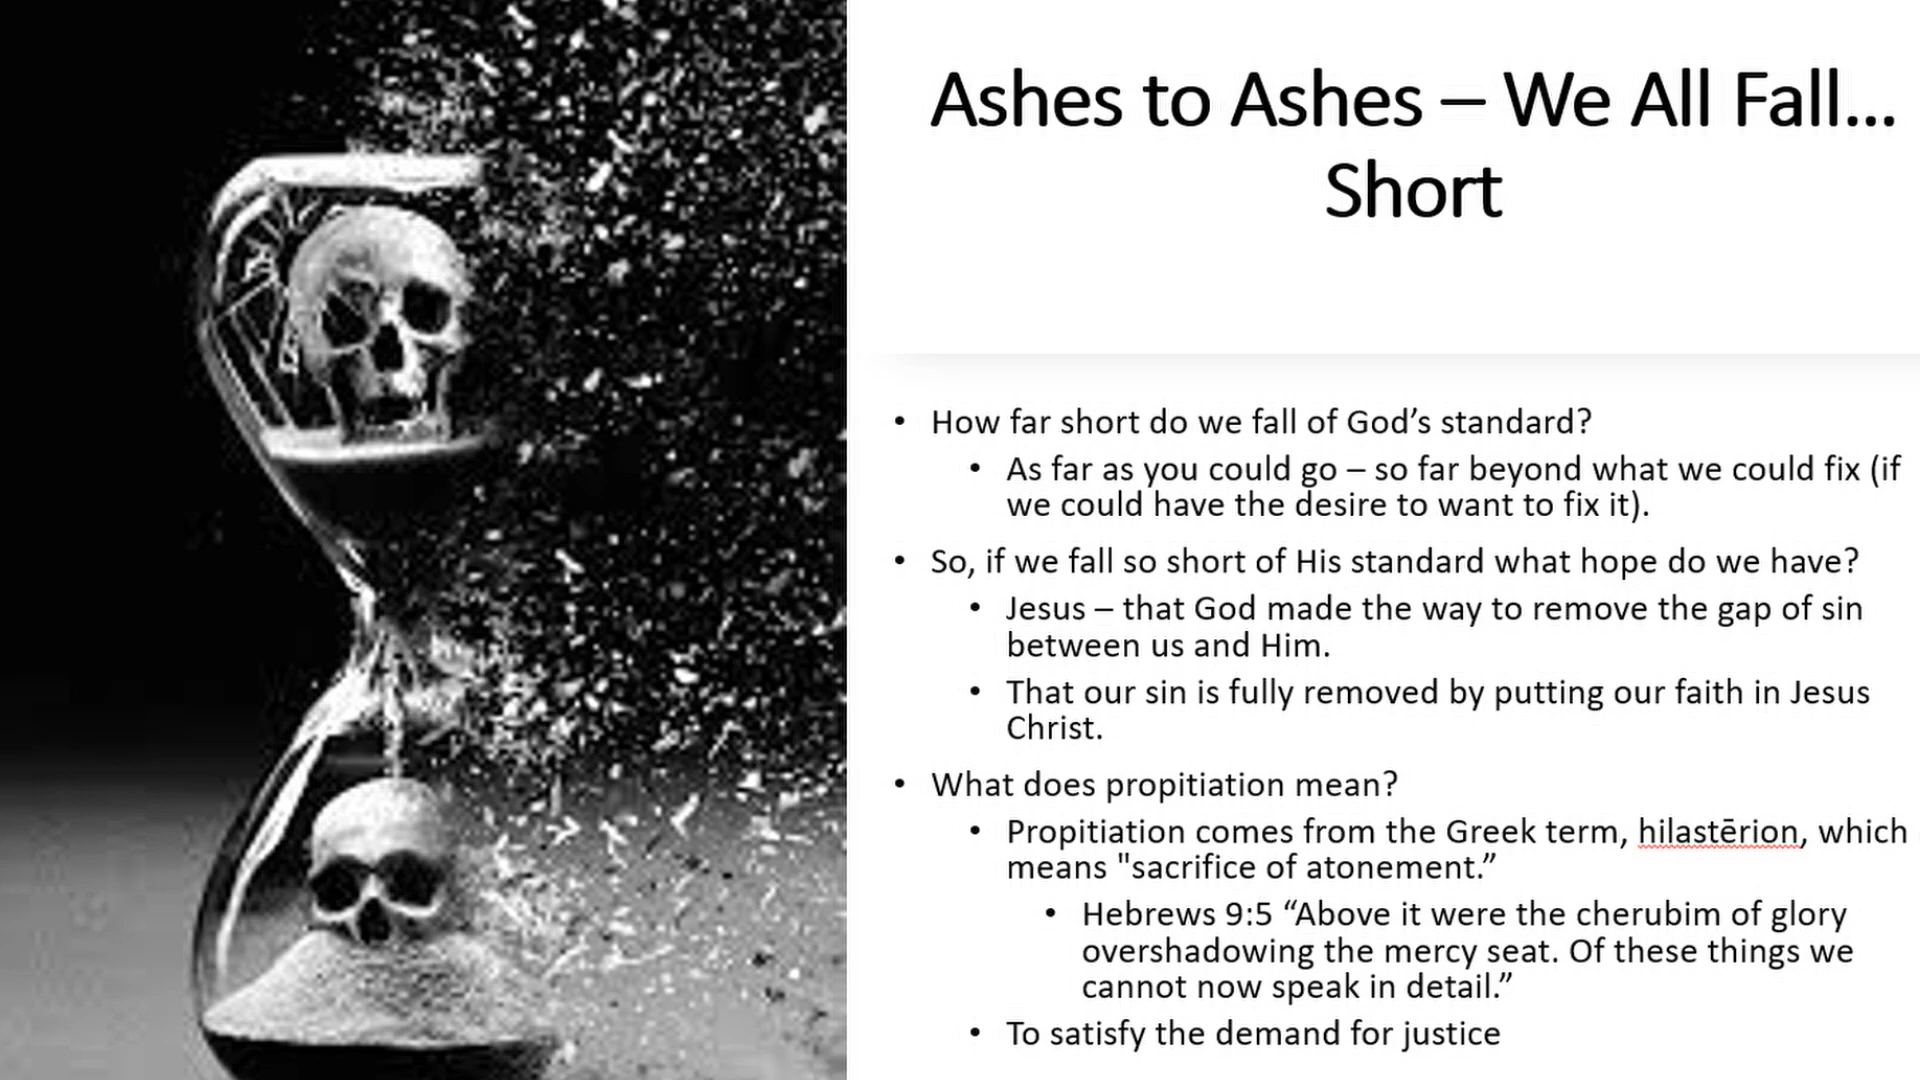 Ashes to Ashes – We All Fall…
Short
• How far short do we fall of God’s standard?
• As far as you could go – so far beyond what we could fix (if
we could have the desire to want to fix it).
• So, if we fall so short of His standard what hope do we have?
• Jesus – that God made the way to remove the gap of sin
between us and Him.
• That our sin is fully removed by putting our faith in Jesus
Christ.
• What does propitiation mean?
• Propitiation comes from the Greek term, hilastērion, which
means "sacrifice of atonement.”
• Hebrews 9:5 “Above it were the cherubim of glory
overshadowing the mercy seat. Of these things we
cannot now speak in detail.”
• To satisfy the demand for justice